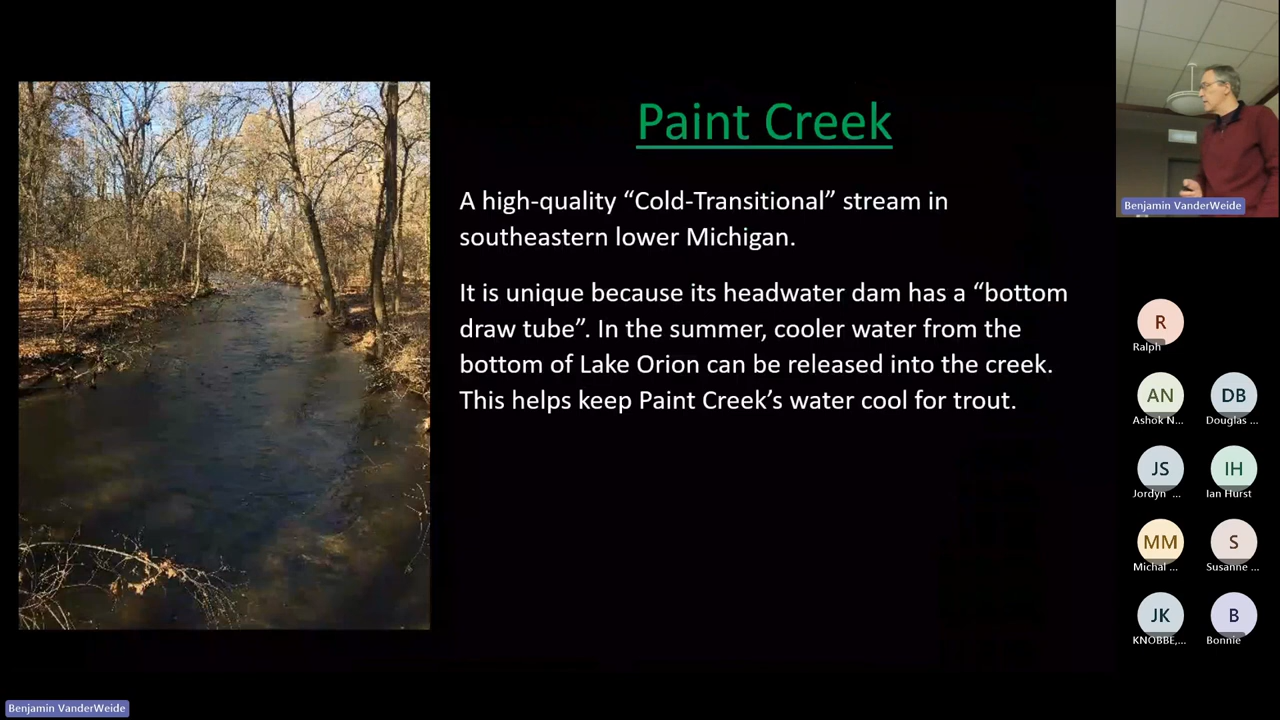 Paint Creek
A high-quality “Cold-Transitional” stream in
southeastern lower Michigan.
It is unique because its headwater dam has a “bottom
draw tube”. In the summer, cooler water from the
bottom of Lake Orion can be released into the creek.
This helps keep Paint Creek’s water cool for trout.
Benjamin VanderWeide
R
Ralph
AN
Ashok N...
DB
Douglas ...
JS
Jordyn ...
IH
Ian Hurst
MM
Michal ...
S
Susanne ...
JK
KNOBBE,...
B
Bonnie
Benjamin VanderWeide